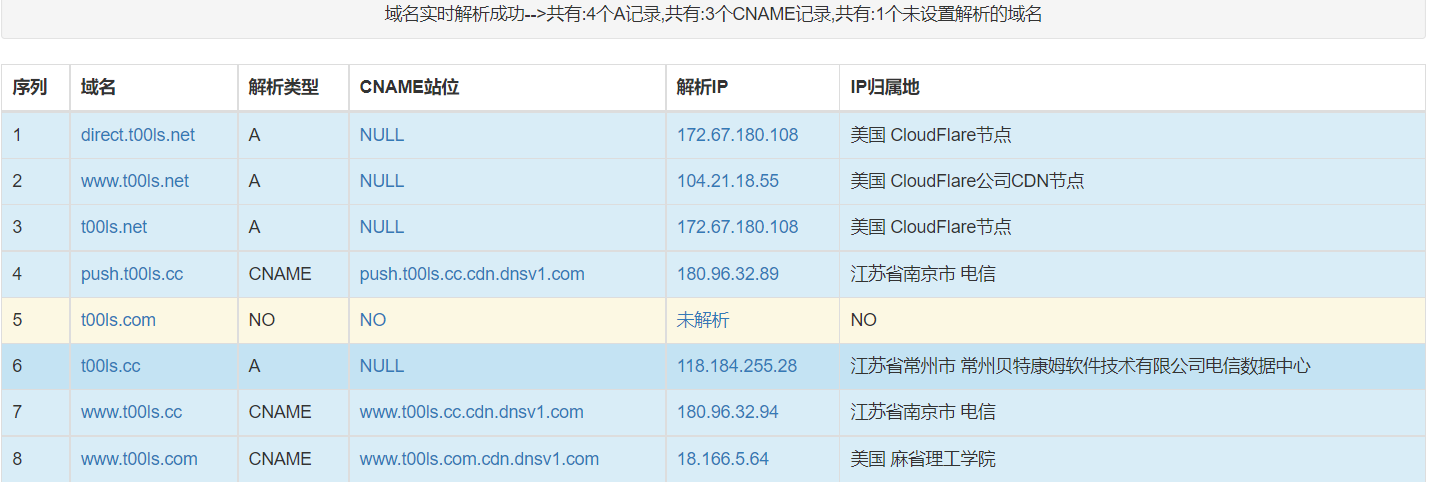 域名实时解析成功-->共有:4个A记录,共有:3个CNAME记录,共有:1个未设置解析的域名
序列 域名 解析类型 CNAME站位 解析IP IP归属地
1 direct.t00ls.net A NULL 172.67.180.108 美国 CloudFlare节点
2 www.t00ls.net A NULL 104.21.18.55 美国 CloudFlare公司CDN节点
3 t00ls.net A NULL 172.67.180.108 美国 CloudFlare节点
4 push.t00ls.cc CNAME push.t00ls.cc.cdn.dnsv1.com 180.96.32.89 江苏省南京市 电信
5 t00ls.com NO NO 未解析 NO
6 t00ls.cc A NULL 118.184.255.28 江苏省常州市 常州贝特康姆软件技术有限公司电信数据中心
7 www.t00ls.cc CNAME www.t00ls.cc.cdn.dnsv1.com 180.96.32.94 江苏省南京市 电信
8 www.t00ls.com CNAME www.t00ls.com.cdn.dnsv1.com 18.166.5.64 美国 麻省理工学院